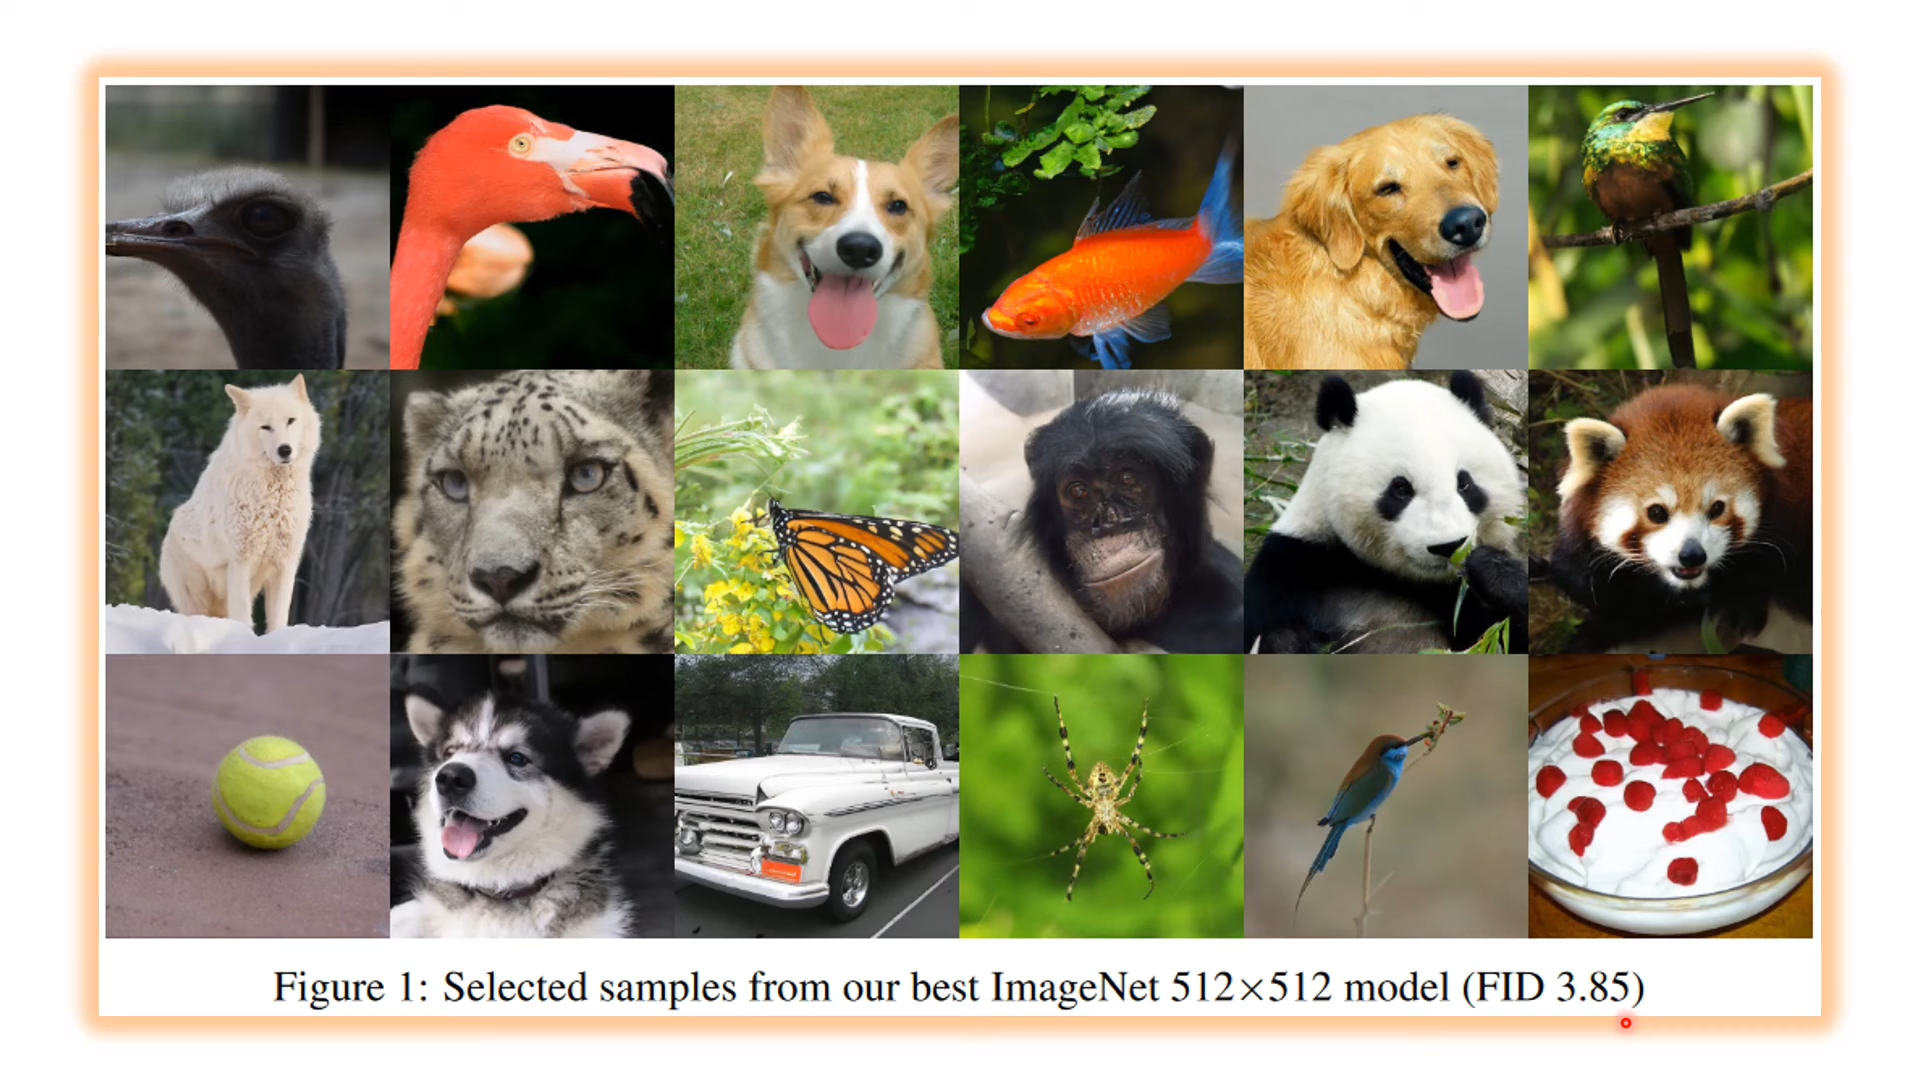 Figure 1: Selected samples from our best ImageNet 512×512 model (FID 3.85)